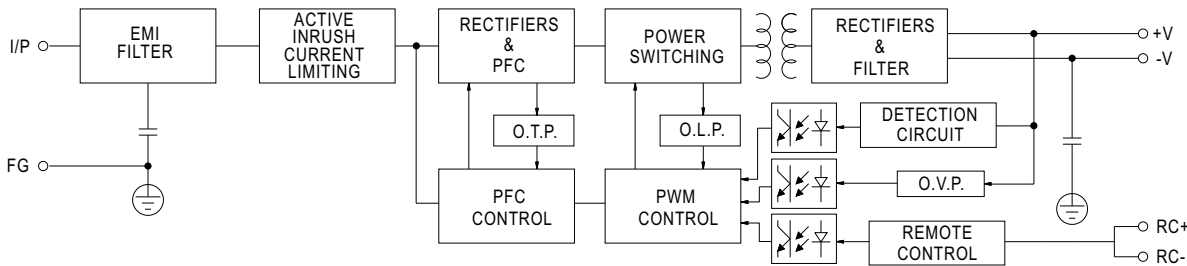 I/P
EMI
FILTER
ACTIVE
INRUSH
CURRENT
LIMITING
RECTIFIERS
&
PFC
POWER
SWITCHING
RECTIFIERS
&
FILTER
+V
-V
O.T.P.
O.L.P.
DETECTION
CIRCUIT
FG
PFC
CONTROL
PWM
CONTROL
O.V.P.
REMOTE
CONTROL
RC+
RC-